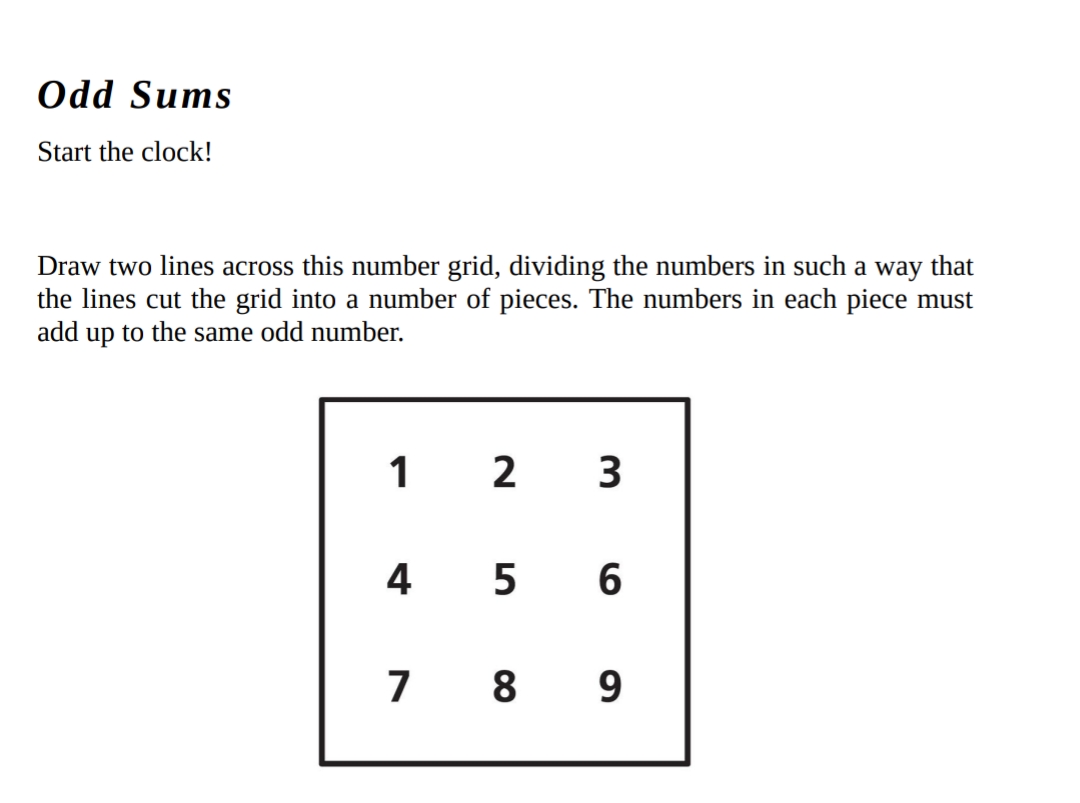 Odd Sums
Start the clock!
Draw two lines across this number grid, dividing the numbers in such a way that
the lines cut the grid into a number of pieces. The numbers in each piece must
add up to the same odd number.
1 2 3
4 5 6
7 8 9